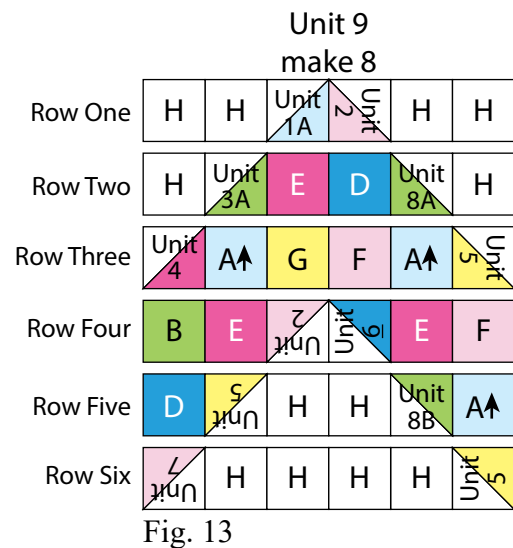 Unit 9
make 8
Row One H H Unit 1A Unit 2 H H
Row Two H Unit 3A E D Unit 8A H
Row Three Unit 4 A G F A Unit 5
Row Four B E Unit 2 Unit 6 E F
Row Five D Unit 5 H H Unit 8B A
Row Six Unit 7 H H H H Unit 5
Fig. 13